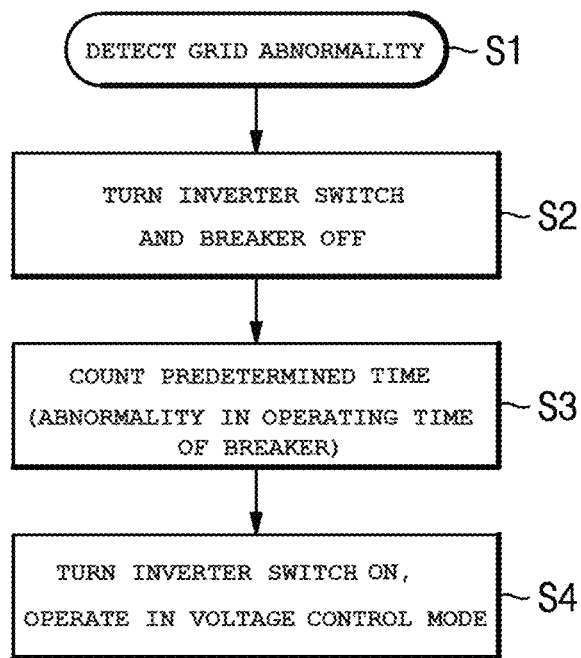 DETECT GRID ABNORMALITY
S1
TURN INVERTER SWITCH
AND BREAKER OFF
S2
COUNT PREDETERMINED TIME
(ABNORMALITY IN OPERATING TIME
OF BREAKER)
S3
TURN INVERTER SWITCH ON,
OPERATE IN VOLTAGE CONTROL MODE
S4